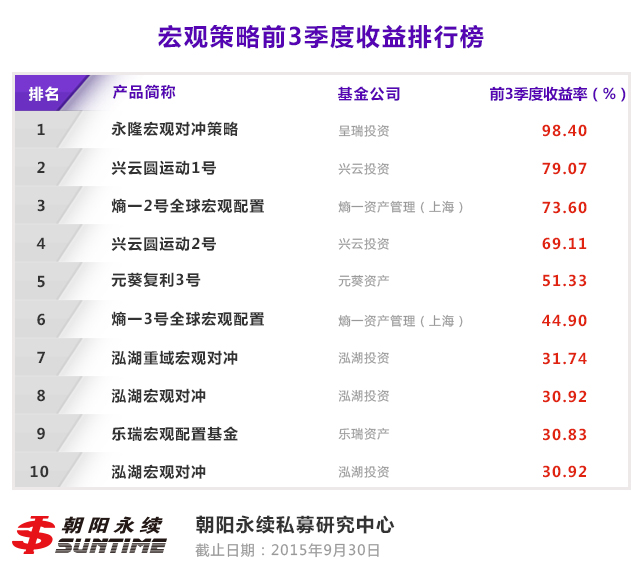 宏观策略前3季度收益排行榜
排名 产品简称 基金公司 前3季度收益率（%）
1 永隆宏观对冲策略 呈瑞投资 98.40
2 兴云圆运动1号 兴云投资 79.07
3 熵一2号全球宏观配置 熵一资产管理（上海） 73.60
4 兴云圆运动2号 兴云投资 69.11
5 元葵复利3号 元葵资产 51.33
6 熵一3号全球宏观配置 熵一资产管理（上海） 44.90
7 泓湖重域宏观对冲 泓湖投资 31.74
8 泓湖宏观对冲 泓湖投资 30.92
9 乐瑞宏观配置基金 乐瑞资产 30.83
10 泓湖宏观对冲 泓湖投资 30.92
朝阳永续
SUNTIME
朝阳永续私募研究中心
截止日期：2015年9月30日